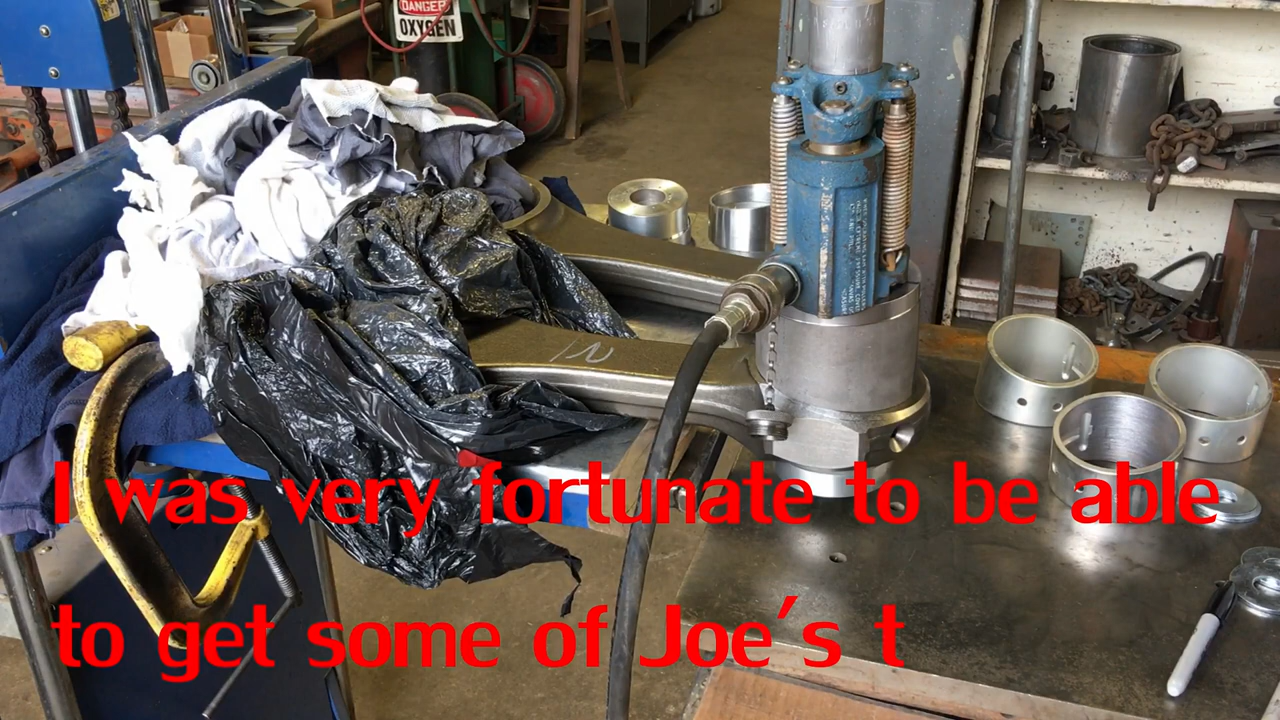 DANGER
OXYGEN
I was very fortunate to be able
to get some of Joe's t